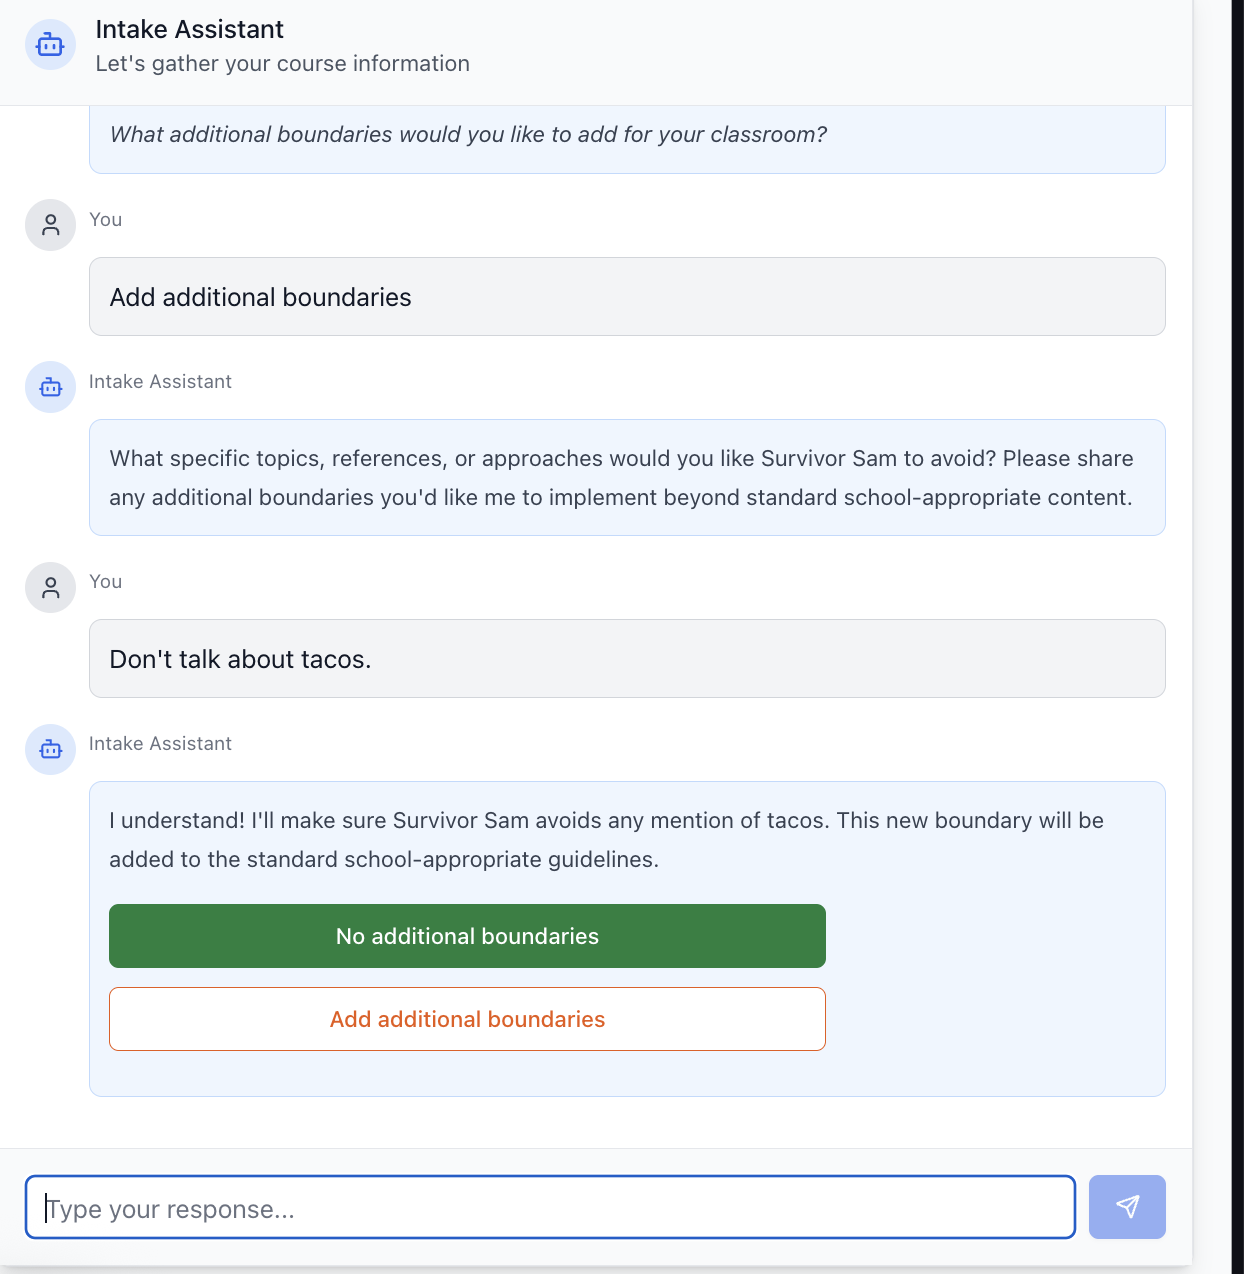 Intake Assistant
Let's gather your course information
What additional boundaries would you like to add for your classroom?
You
Add additional boundaries
Intake Assistant
What specific topics, references, or approaches would you like Survivor Sam to avoid? Please share
any additional boundaries you'd like me to implement beyond standard school-appropriate content.
You
Don't talk about tacos.
Intake Assistant
I understand! I'll make sure Survivor Sam avoids any mention of tacos. This new boundary will be
added to the standard school-appropriate guidelines.
No additional boundaries
Add additional boundaries
Type your response...